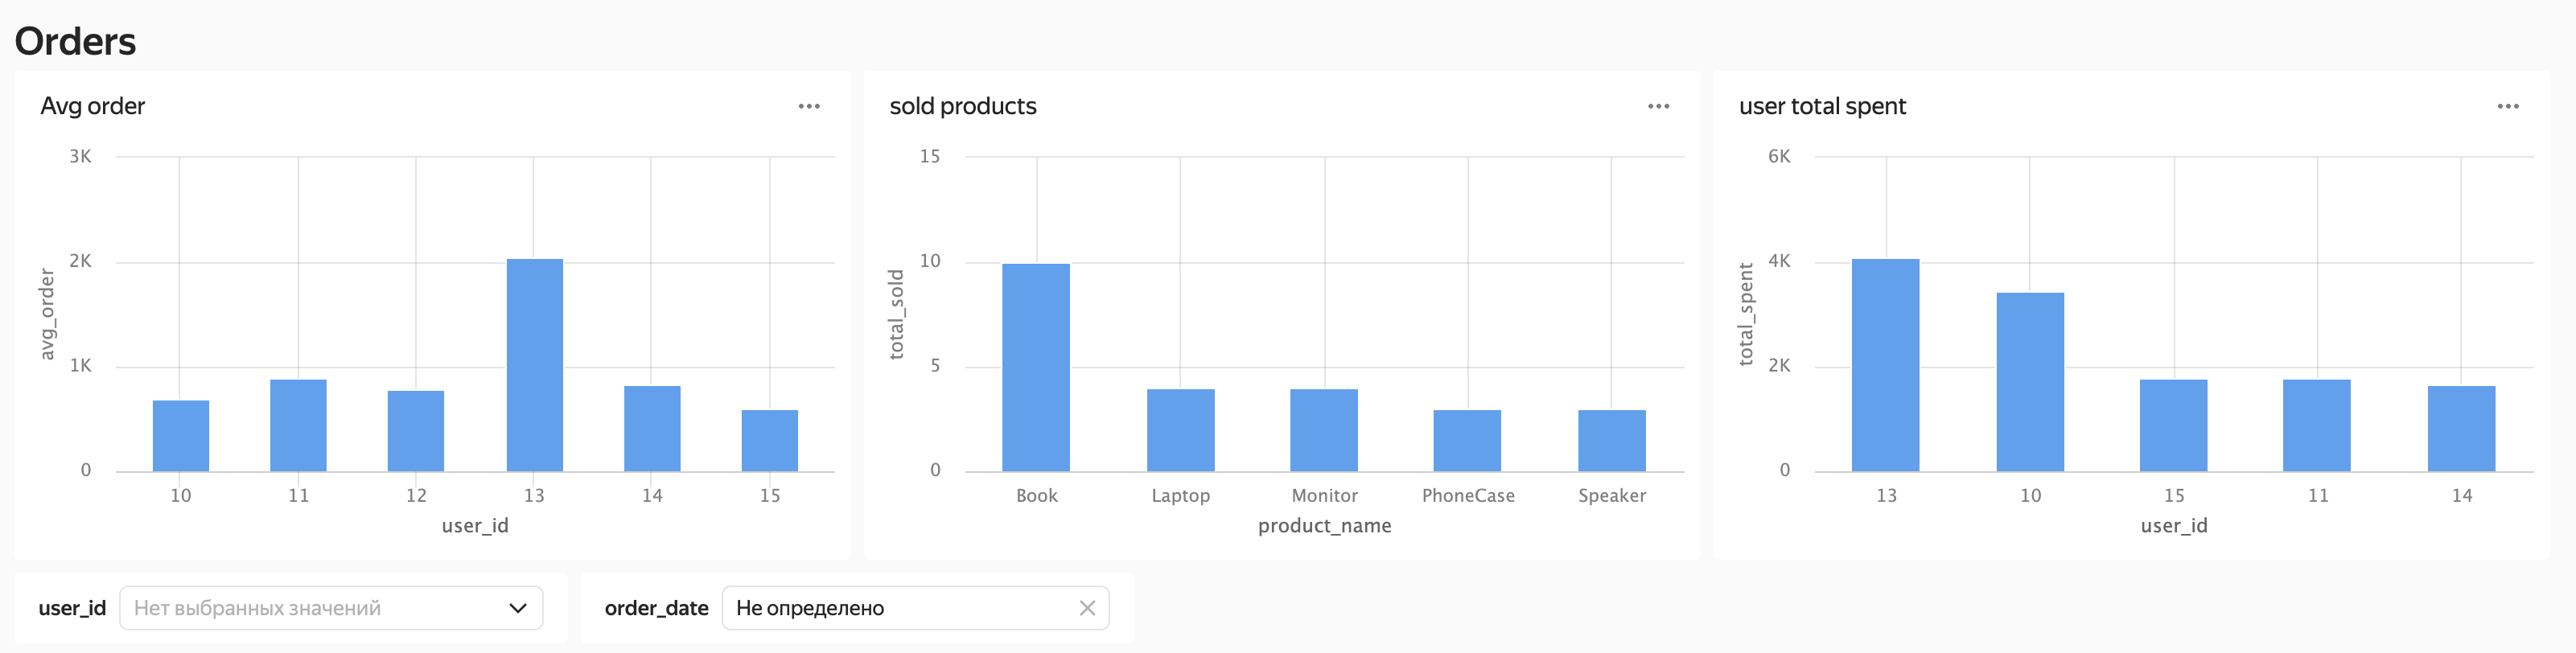 Orders
Avg order
3K
2K
1K
0
avg_order
10 11 12 13 14 15
user_id
sold products
15
10
5
0
total_sold
Book Laptop Monitor PhoneCase Speaker
product_name
user total spent
6K
4K
2K
0
total_spent
13 10 15 11 14
user_id
user_id Нет выбранных значений
order_date Не определено